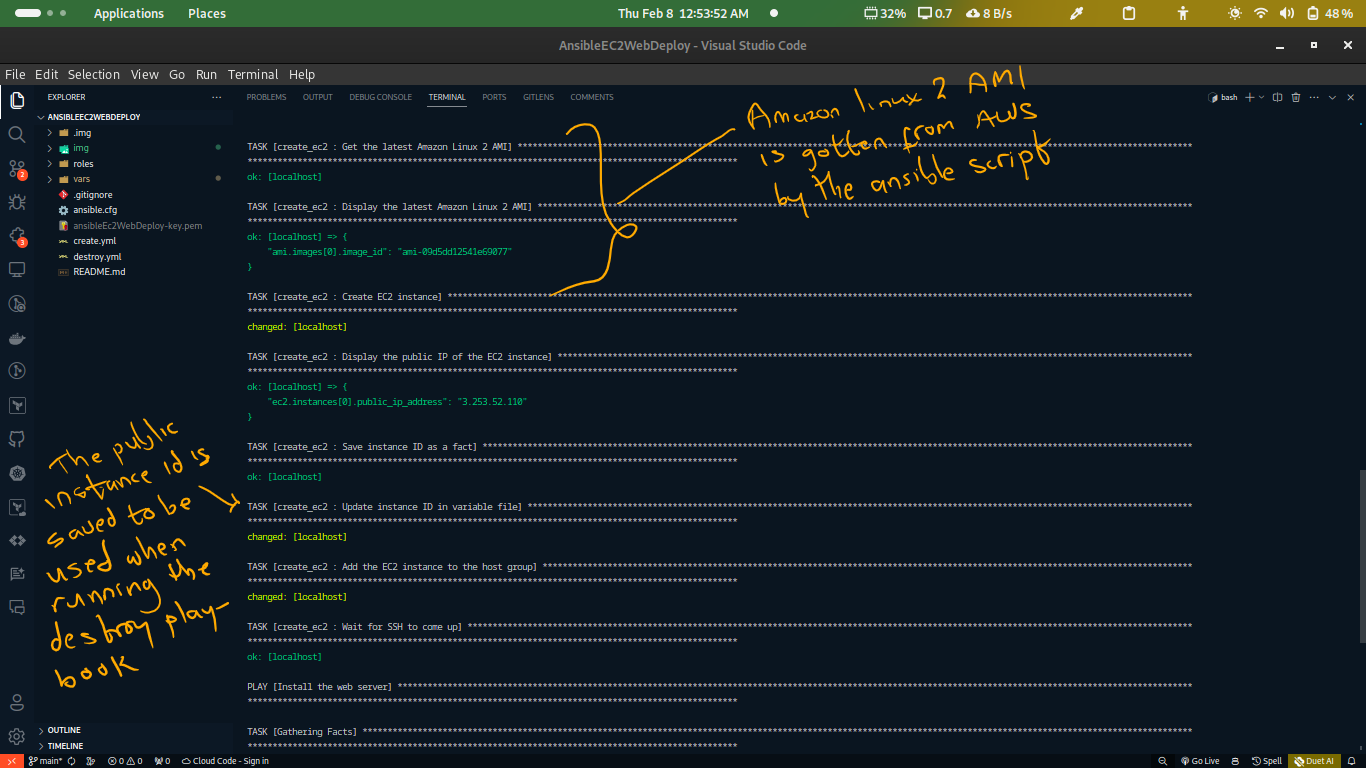 Applications Places Thu Feb 8 12:53:52 AM 32% 0.7 8 B/s 48 %
AnsibleEC2WebDeploy - Visual Studio Code
File Edit Selection View Go Run Terminal Help
EXPLORER
ANSIBLEEC2WEBDEPLOY
.img
img
roles
vars
.gitignore
ansible.cfg
ansibleEc2WebDeploy-key.pem
create.yml
destroy.yml
README.md
2
3
The public
instance id is
saved to be
used when
running the
destroy play-
book
OUTLINE
TIMELINE
PROBLEMS OUTPUT DEBUG CONSOLE TERMINAL PORTS GITLENS COMMENTS bash
Amazon linux 2 AMI
is gotten from AWS
by the ansible script
TASK [create_ec2 : Get the latest Amazon Linux 2 AMI]
ok: [localhost]
TASK [create_ec2 : Display the latest Amazon Linux 2 AMI]
ok: [localhost] => {
"ami.images[0].image_id": "ami-09d5dd12541e69077"
}
TASK [create_ec2 : Create EC2 instance]
changed: [localhost]
TASK [create_ec2 : Display the public IP of the EC2 instance]
ok: [localhost] => {
"ec2.instances[0].public_ip_address": "3.253.52.110"
}
TASK [create_ec2 : Save instance ID as a fact]
ok: [localhost]
TASK [create_ec2 : Update instance ID in variable file]
changed: [localhost]
TASK [create_ec2 : Add the EC2 instance to the host group]
changed: [localhost]
TASK [create_ec2 : Wait for SSH to come up]
ok: [localhost]
PLAY [Install the web server]
TASK [Gathering Facts]
main* 0 0 0 Cloud Code - Sign in Go Live Spell Duet AI